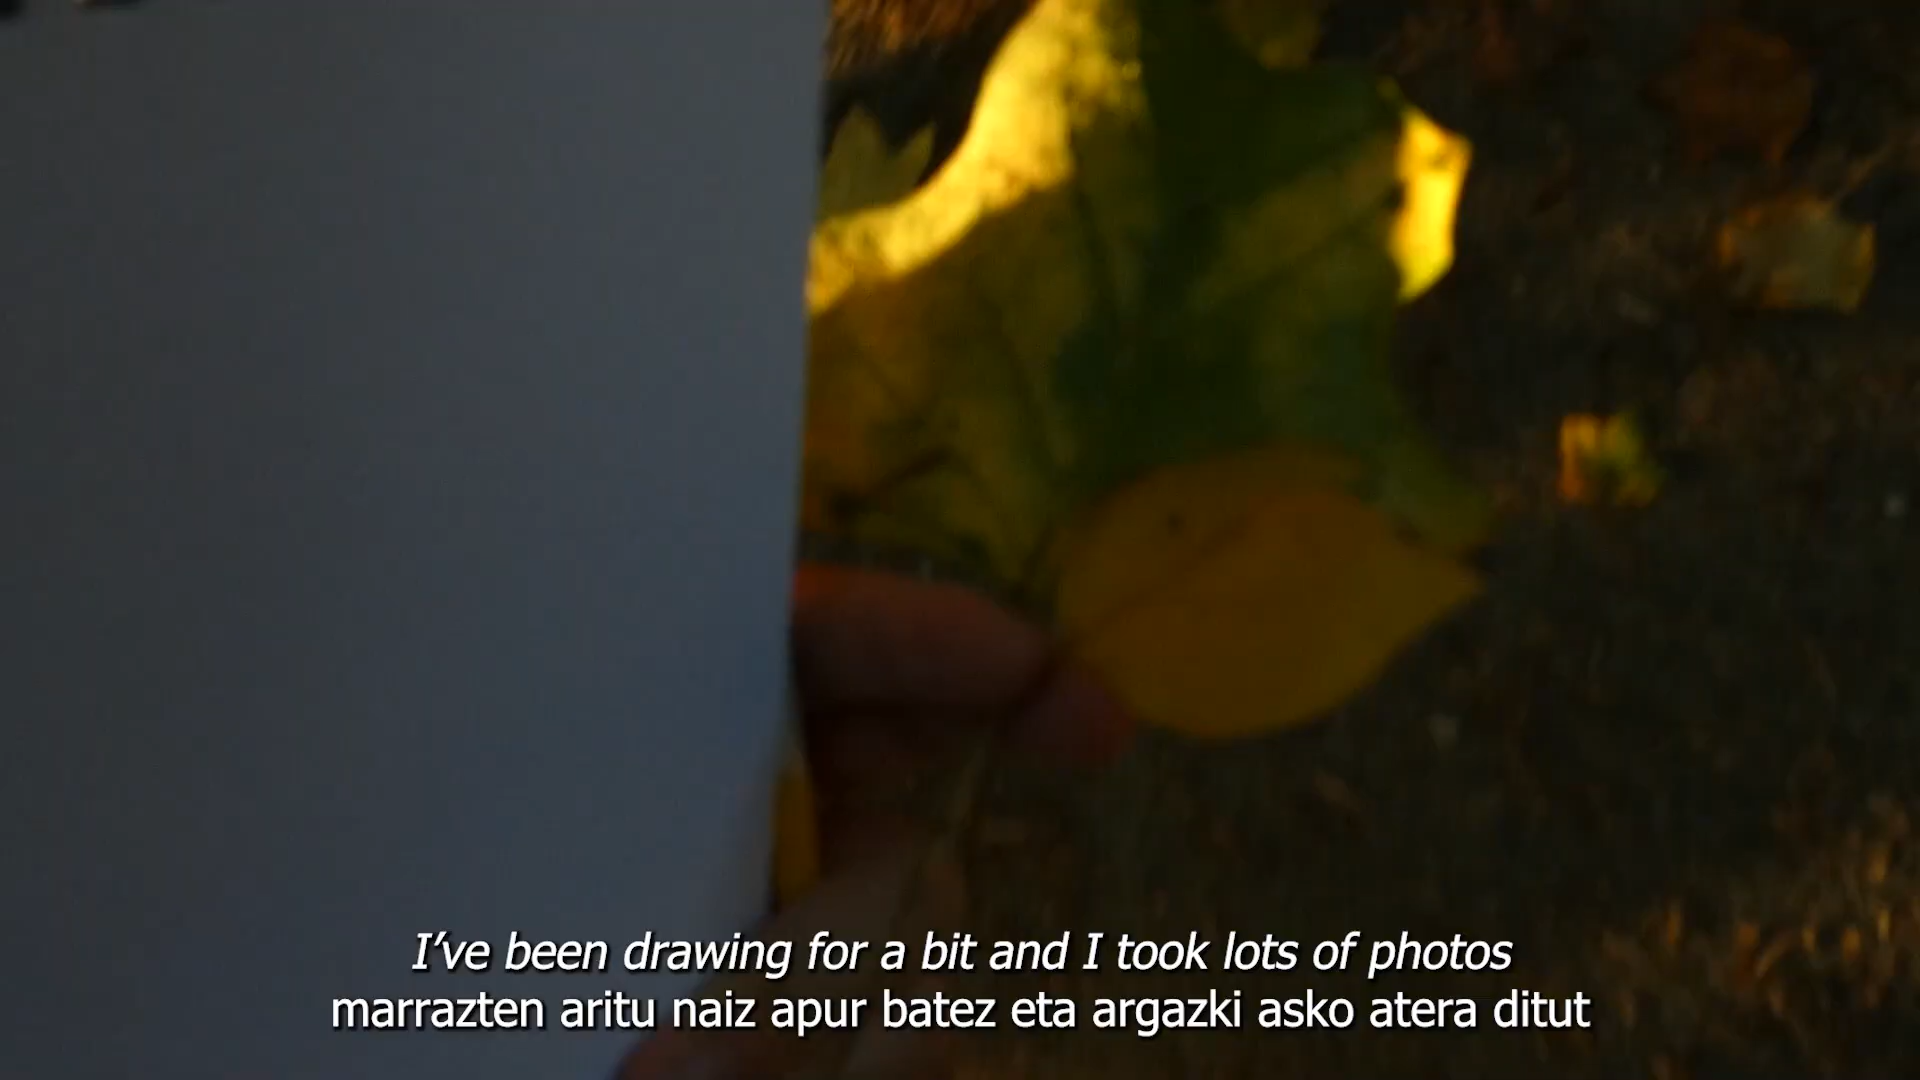 I’ve been drawing for a bit and I took lots of photos
marrazten aritu naiz apur batez eta argazki asko atera ditut